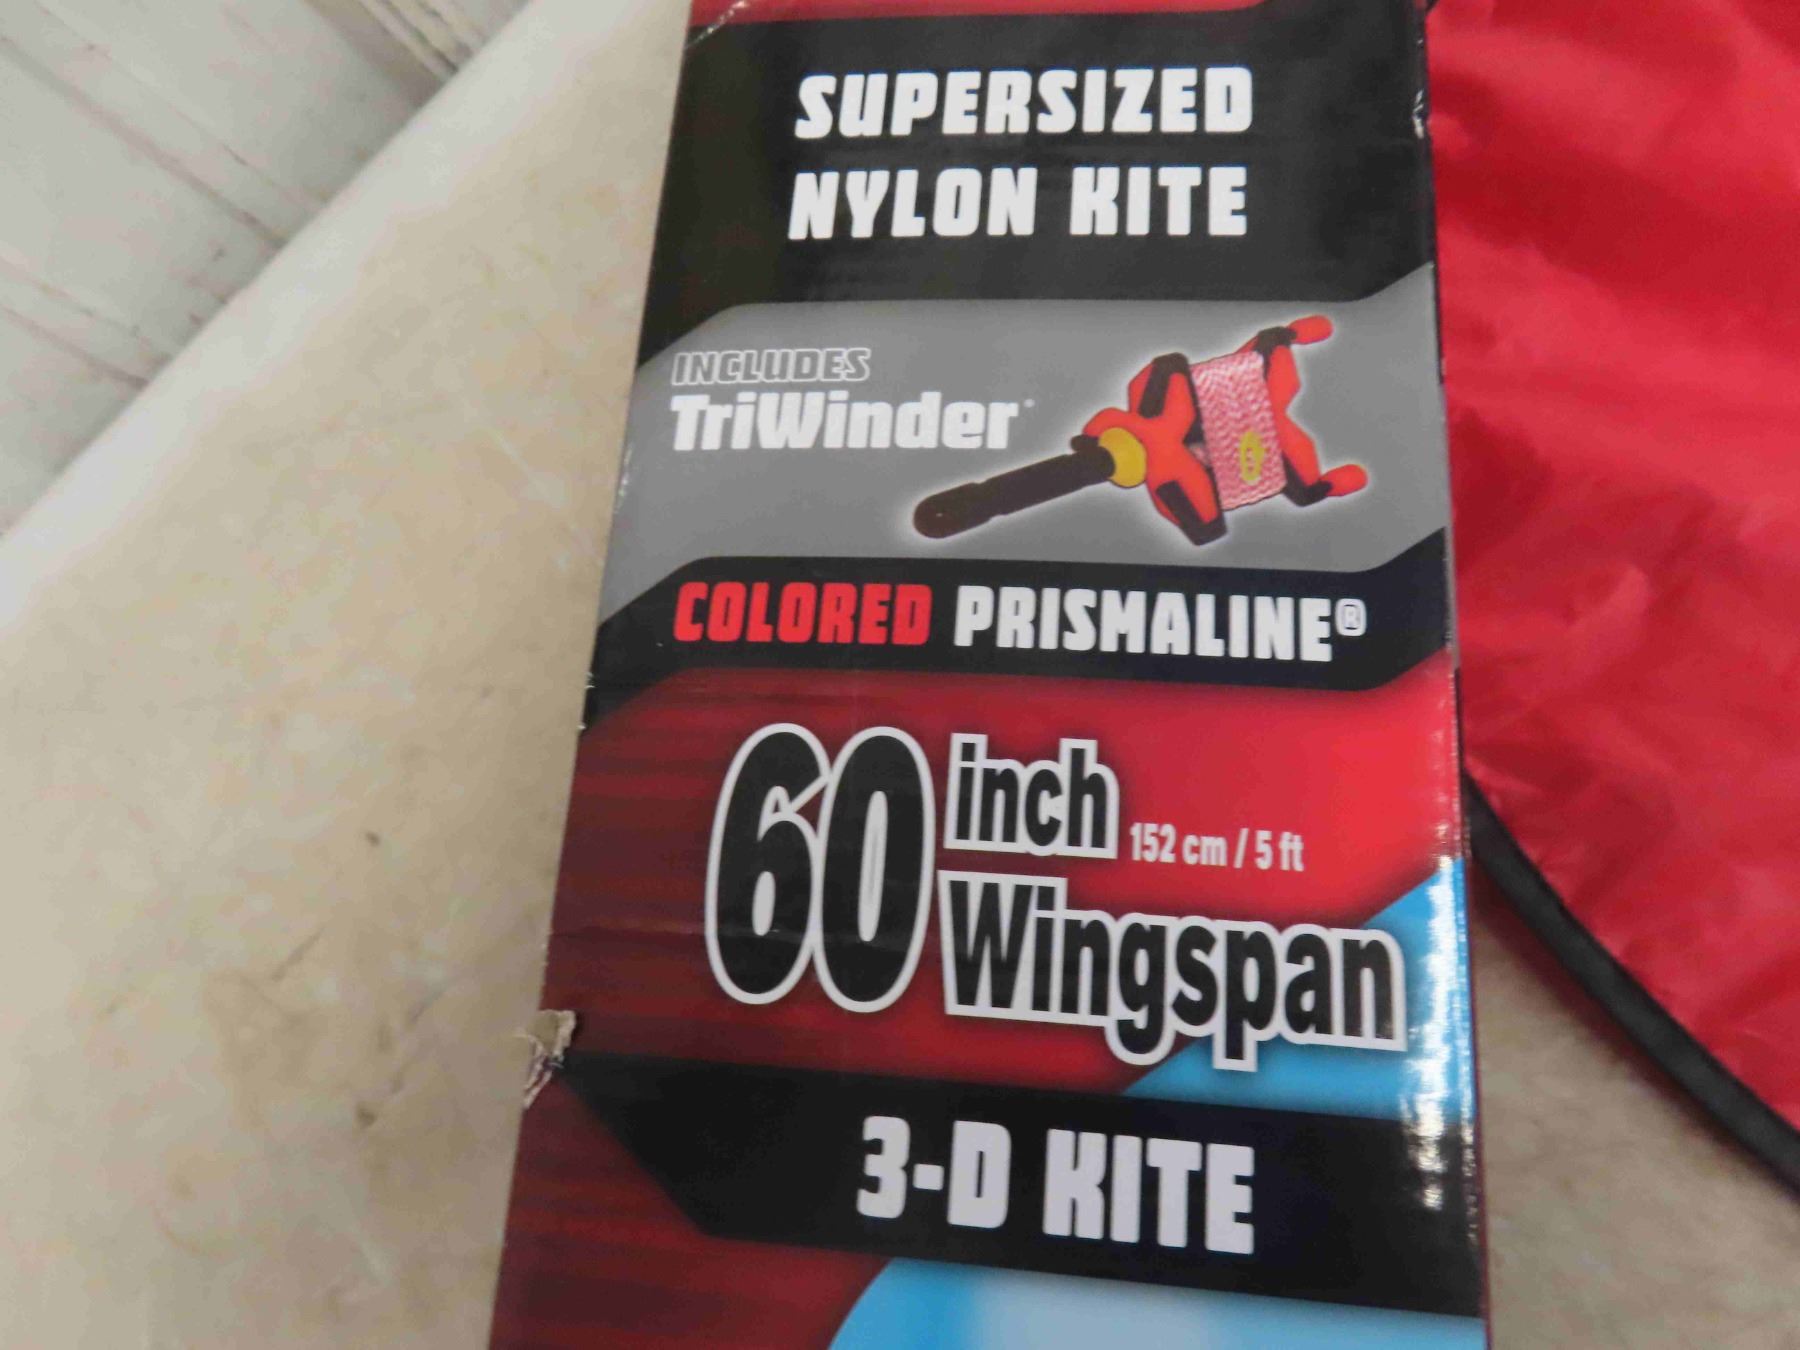 SUPERSIZED
NYLON KITE
INCLUDES
TriWinder
COLORED PRISMALINE®
60 inch
152 cm / 5 ft
Wingspan
3-D KITE